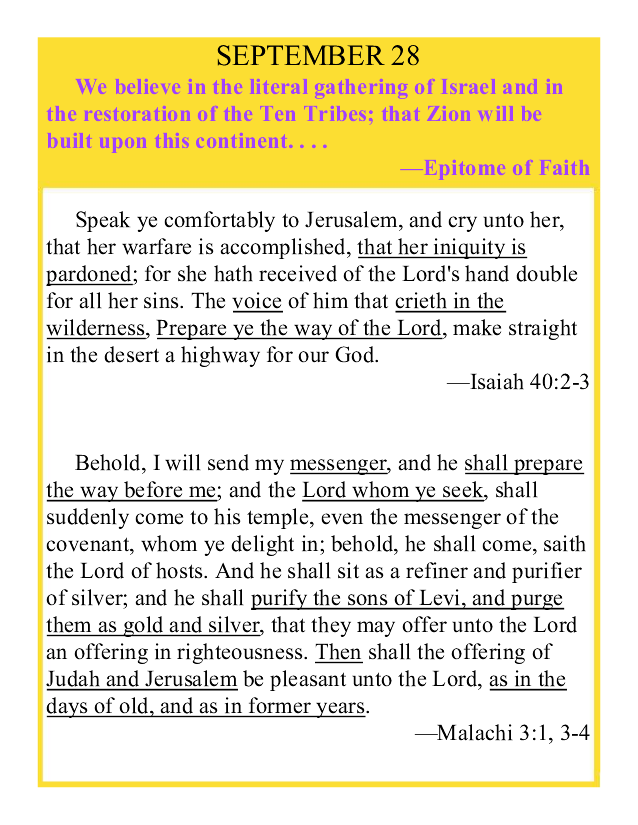 SEPTEMBER 28
We believe in the literal gathering of Israel and in
the restoration of the Ten Tribes; that Zion will be
built upon this continent. . . .
—Epitome of Faith
Speak ye comfortably to Jerusalem, and cry unto her,
that her warfare is accomplished, that her iniquity is
pardoned; for she hath received of the Lord's hand double
for all her sins. The voice of him that crieth in the
wilderness, Prepare ye the way of the Lord, make straight
in the desert a highway for our God.
—Isaiah 40:2-3
Behold, I will send my messenger, and he shall prepare
the way before me; and the Lord whom ye seek, shall
suddenly come to his temple, even the messenger of the
covenant, whom ye delight in; behold, he shall come, saith
the Lord of hosts. And he shall sit as a refiner and purifier
of silver; and he shall purify the sons of Levi, and purge
them as gold and silver, that they may offer unto the Lord
an offering in righteousness. Then shall the offering of
Judah and Jerusalem be pleasant unto the Lord, as in the
days of old, and as in former years.
—Malachi 3:1, 3-4